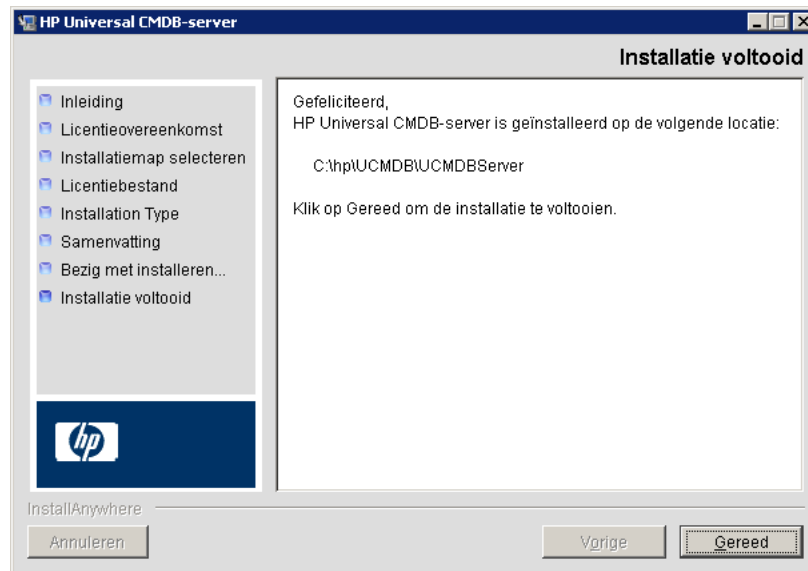 HP Universal CMDB-server
Installatie voltooid
Inleiding
Licentieovereenkomst
Installatiemap selecteren
Licentiebestand
Installation Type
Samenvatting
Bezig met installeren...
Installatie voltooid
Gefeliciteerd,
HP Universal CMDB-server is geïnstalleerd op de volgende locatie:
C:\hp\UCMDB\UCMDBServer
Klik op Gereed om de installatie te voltooien.
hp
InstallAnywhere
Annuleren
Vorige
Gereed